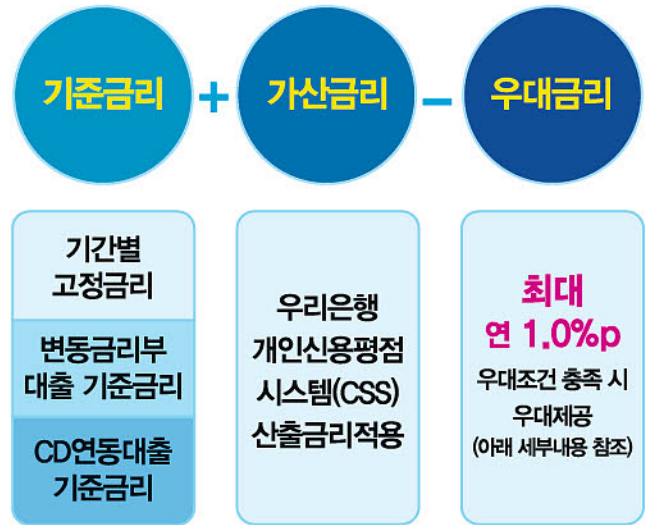 기준금리 + 가산금리 - 우대금리
기간별
고정금리
변동금리부
대출 기준금리
CD연동대출
기준금리
우리은행
개인신용평점
시스템(CSS)
산출금리적용
최대
연 1.0%p
우대조건 충족 시
우대제공
(아래 세부내용 참조)